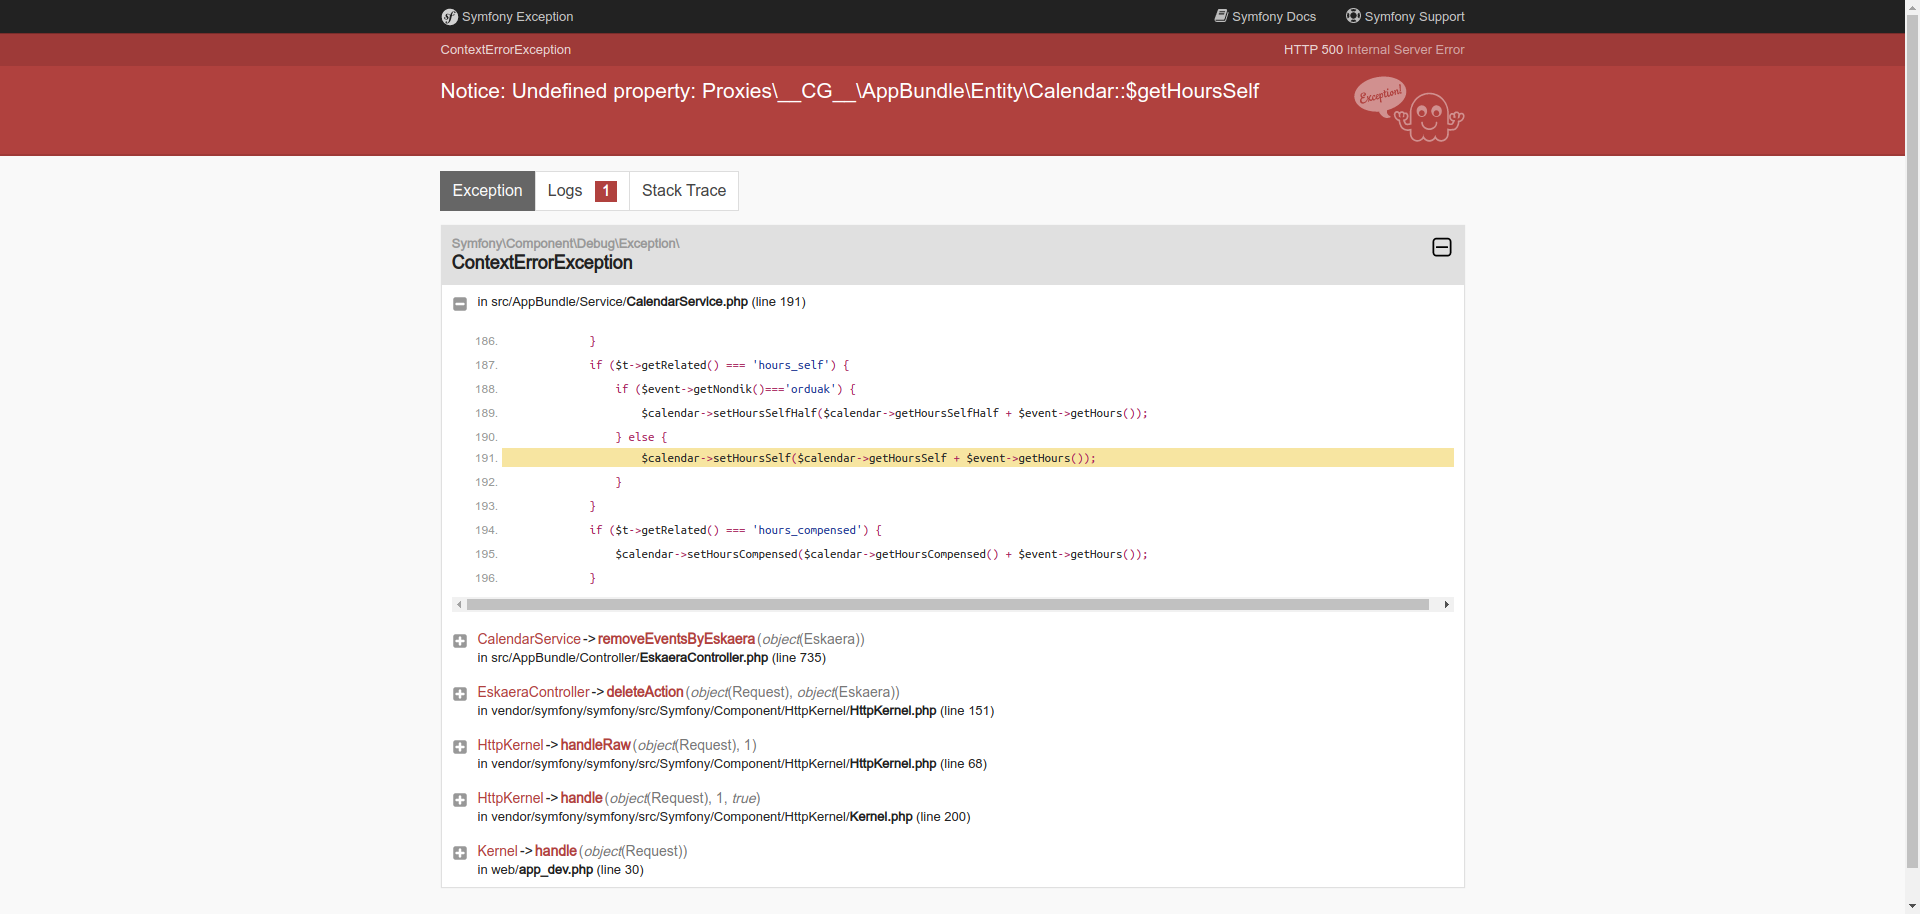 Symfony Exception
Symfony Docs
Symfony Support
ContextErrorException
HTTP 500 Internal Server Error
Notice: Undefined property: Proxies\__CG__\AppBundle\Entity\Calendar::$getHoursSelf
Exception!
Exception
Logs 1
Stack Trace
Symfony\Component\Debug\Exception\
ContextErrorException
in src/AppBundle/Service/CalendarService.php (line 191)
186. }
187. if ($t->getRelated() === 'hours_self') {
188. if ($event->getNondik()==='orduak') {
189. $calendar->setHoursSelfHalf($calendar->getHoursSelfHalf + $event->getHours());
190. } else {
191. $calendar->setHoursSelf($calendar->getHoursSelf + $event->getHours());
192. }
193. }
194. if ($t->getRelated() === 'hours_compensed') {
195. $calendar->setHoursCompensed($calendar->getHoursCompensed() + $event->getHours());
196. }
CalendarService->removeEventsByEskaera(object(Eskaera))
in src/AppBundle/Controller/EskaeraController.php (line 735)
EskaeraController->deleteAction(object(Request), object(Eskaera))
in vendor/symfony/symfony/src/Symfony/Component/HttpKernel/HttpKernel.php (line 151)
HttpKernel->handleRaw(object(Request), 1)
in vendor/symfony/symfony/src/Symfony/Component/HttpKernel/HttpKernel.php (line 68)
HttpKernel->handle(object(Request), 1, true)
in vendor/symfony/symfony/src/Symfony/Component/HttpKernel/Kernel.php (line 200)
Kernel->handle(object(Request))
in web/app_dev.php (line 30)